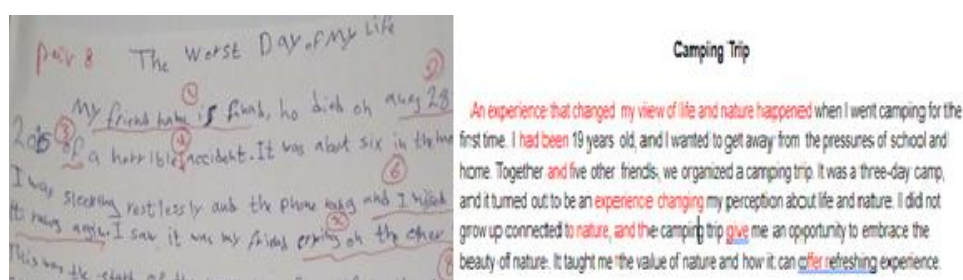 pair 8 The Worst Day of My Life
My friend name is fund, he died on aug 28
2015 of a horrible accident. It was about six in the
I was sleeping restlessly and the phone rang and I
its rang agin. I saw it was my friend on the other
This was the start of the
Camping Trip
An experience that changed my view of life and nature happened when I went camping for the
first time. I had been 19 years old, and I wanted to get away from the pressures of school and
home. Together and five other friends, we organized a camping trip. It was a three-day camp,
and it turned out to be an experience changing my perception about life and nature. I did not
grow up connected to nature, and the camping trip give me an opportunity to embrace the
beauty of nature. It taught me the value of nature and how it can offer refreshing experience.